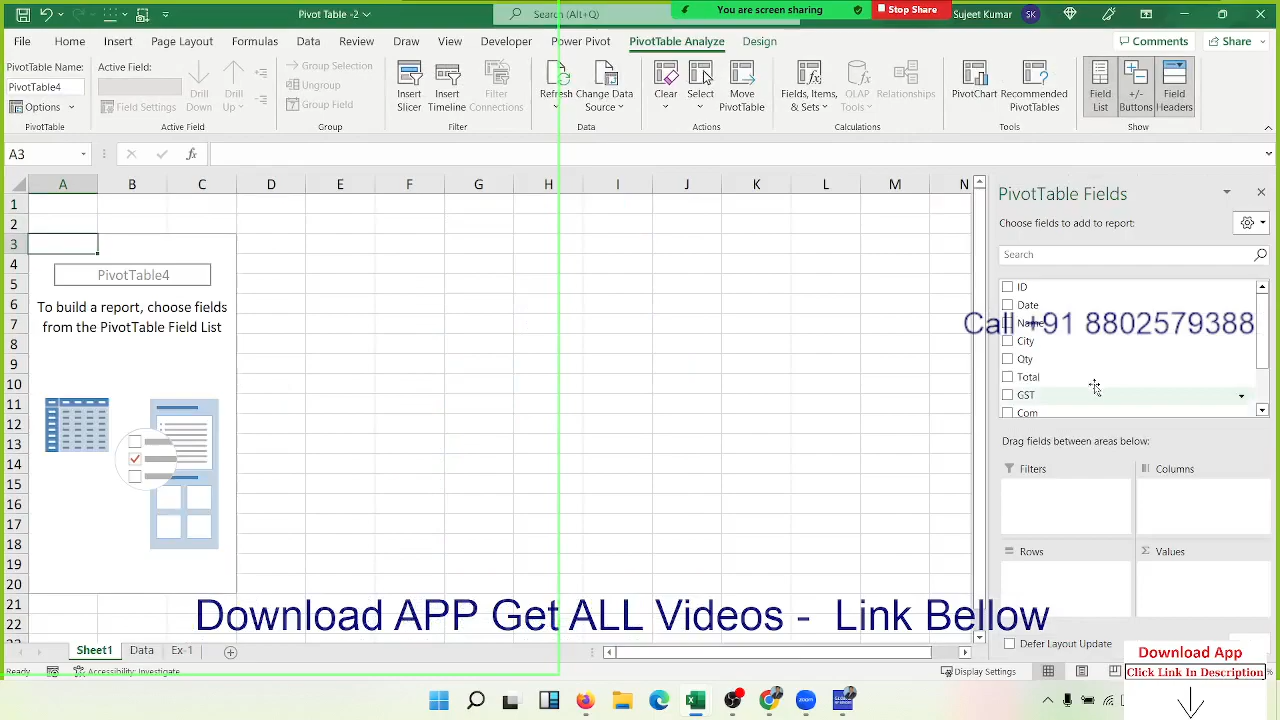 Pivot Table -2
Search (Alt+Q)
You are screen sharing
Stop Share
Sujeet Kumar
SK
File
Home
Insert
Page Layout
Formulas
Data
Review
Draw
View
Developer
Power Pivot
PivotTable Analyze
Design
Comments
Share
PivotTable Name:
PivotTable4
Options
PivotTable
Active Field:
Field Settings
Drill Down
Drill Up
Active Field
Group Selection
Ungroup
Group Field
Group
Insert Slicer
Insert Timeline
Filter Connections
Filter
Refresh
Change Data Source
Data
Clear
Select
Move PivotTable
Actions
Fields, Items, & Sets
OLAP Tools
Relationships
Calculations
PivotChart
Recommended PivotTables
Tools
Field List
+/- Buttons
Field Headers
Show
A3
fx
A B C D E F G H I J K L M N
1
2
3
4
5
6
7
8
9
10
11
12
13
14
15
16
17
18
19
20
21
22
PivotTable4
To build a report, choose fields
from the PivotTable Field List
PivotTable Fields
Choose fields to add to report:
Search
ID
Date
Name
Call +91 8802579388
City
Qty
Total
GST
Com
Drag fields between areas below:
Filters
Columns
Rows
Σ Values
Defer Layout Update
Download APP Get ALL Videos - Link Bellow
Download App
Click Link In Description
Sheet1
Data
Ex-1
Ready
Accessibility: Investigate
Display Settings
zoom